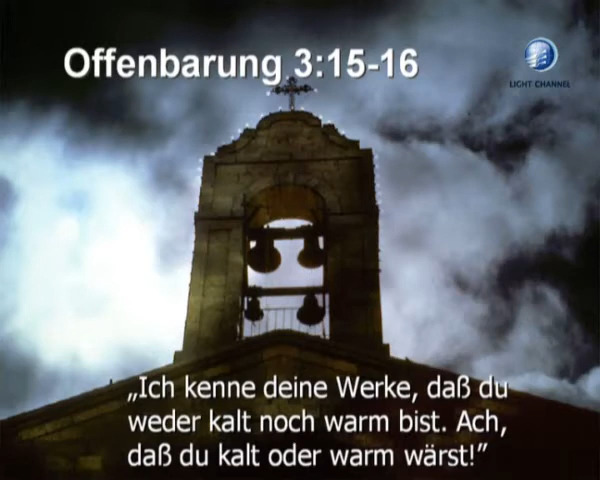 Offenbarung 3:15-16
LIGHT CHANNEL
„Ich kenne deine Werke, daß du
weder kalt noch warm bist. Ach,
daß du kalt oder warm wärst!”